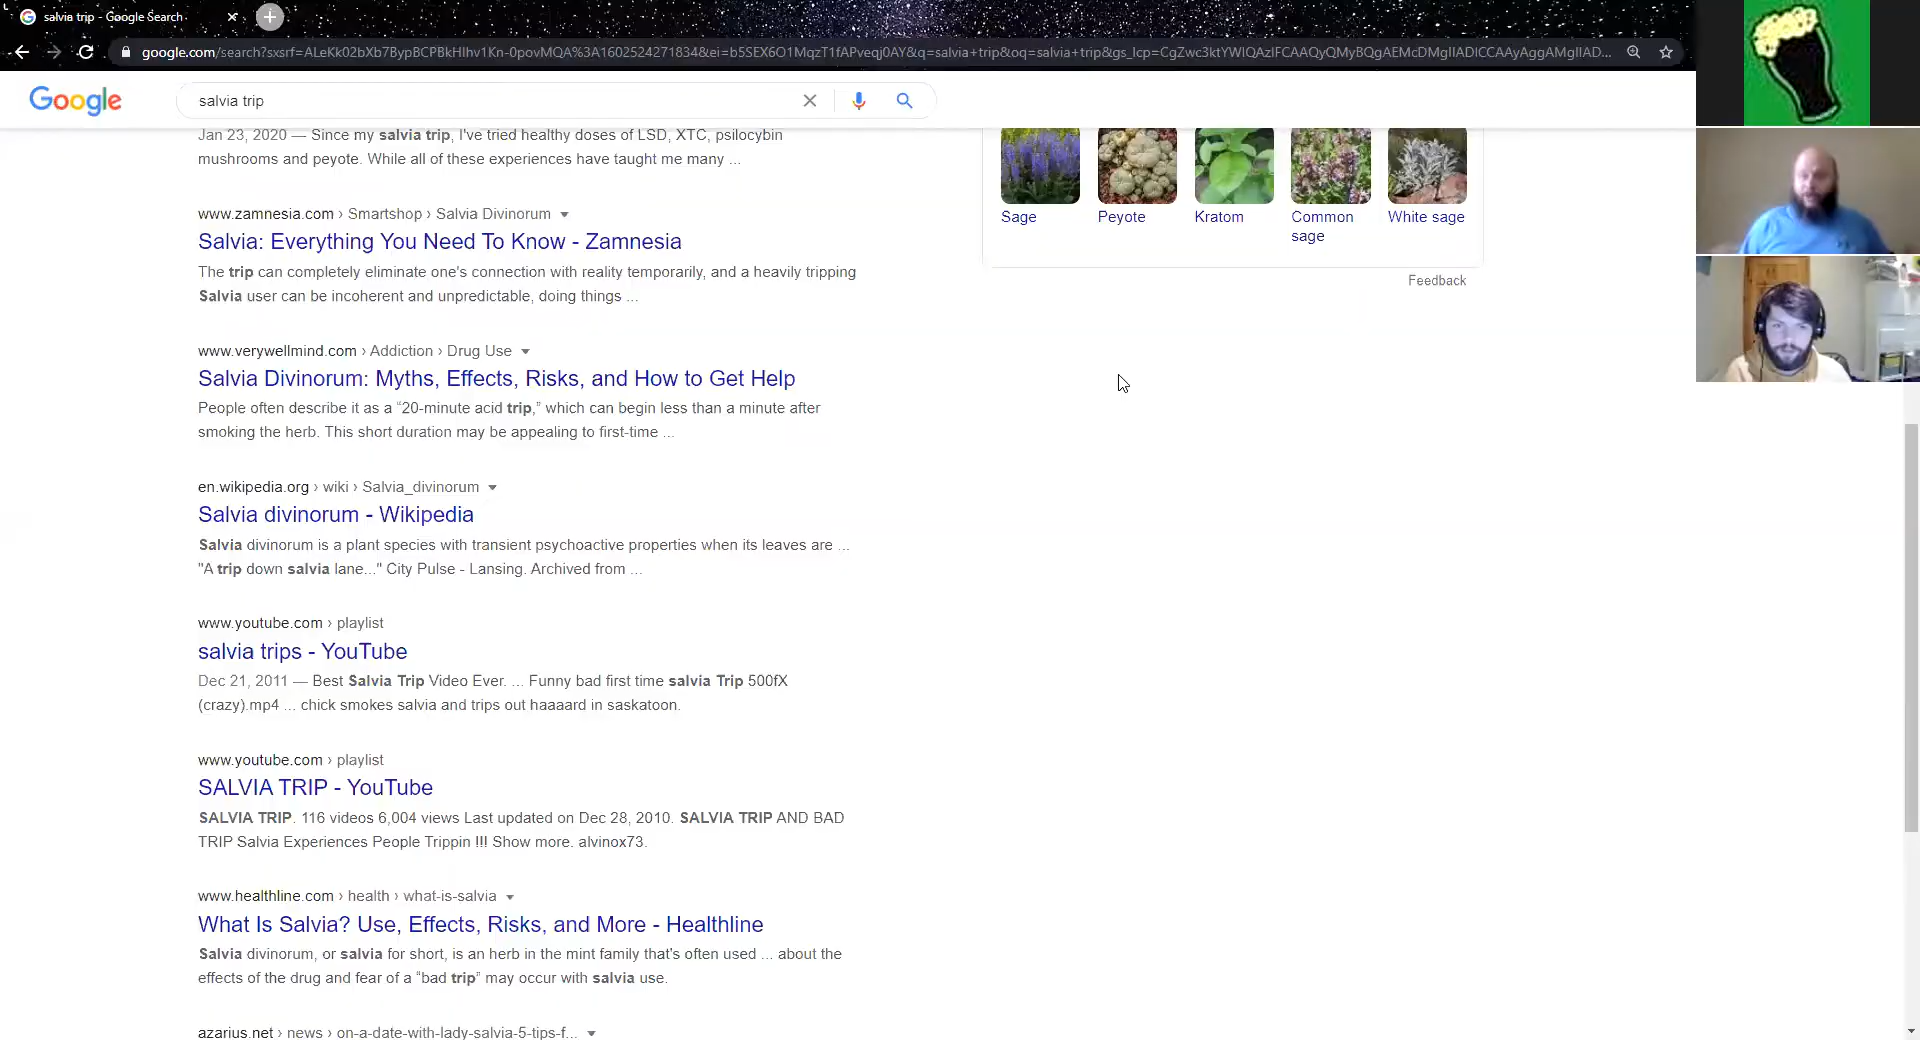 salvia trip - Google Search
google.com/search?sxsrf=ALeKk02bXb7BypBCPBkHIhv1Kn-0povMQA%3A1602524271834&ei=b5SEX6O1MqzT1fAPveqj0AY&q=salvia+trip&oq=salvia+trip&gs_lcp=CgZwc3ktYWIQAzIFCAAQyQMyBQgAEMcDMgIIADICCAAyAggAMgIIAD...
Google
salvia trip
Jan 23, 2020 — Since my salvia trip, I've tried healthy doses of LSD, XTC, psilocybin
mushrooms and peyote. While all of these experiences have taught me many ...
Sage
Peyote
Kratom
Common
sage
White sage
Feedback
www.zamnesia.com › Smartshop › Salvia Divinorum
Salvia: Everything You Need To Know - Zamnesia
The trip can completely eliminate one's connection with reality temporarily, and a heavily tripping
Salvia user can be incoherent and unpredictable, doing things ...
www.verywellmind.com › Addiction › Drug Use
Salvia Divinorum: Myths, Effects, Risks, and How to Get Help
People often describe it as a “20-minute acid trip,” which can begin less than a minute after
smoking the herb. This short duration may be appealing to first-time ...
en.wikipedia.org › wiki › Salvia_divinorum
Salvia divinorum - Wikipedia
Salvia divinorum is a plant species with transient psychoactive properties when its leaves are ...
"A trip down salvia lane..." City Pulse - Lansing. Archived from ...
www.youtube.com › playlist
salvia trips - YouTube
Dec 21, 2011 — Best Salvia Trip Video Ever. ... Funny bad first time salvia Trip 500fX
(crazy).mp4 ... chick smokes salvia and trips out haaaard in saskatoon.
www.youtube.com › playlist
SALVIA TRIP - YouTube
SALVIA TRIP. 116 videos 6,004 views Last updated on Dec 28, 2010. SALVIA TRIP AND BAD
TRIP Salvia Experiences People Trippin !!! Show more. alvinox73.
www.healthline.com › health › what-is-salvia
What Is Salvia? Use, Effects, Risks, and More - Healthline
Salvia divinorum, or salvia for short, is an herb in the mint family that's often used ... about the
effects of the drug and fear of a “bad trip” may occur with salvia use.
azarius.net › news › on-a-date-with-lady-salvia-5-tips-f...